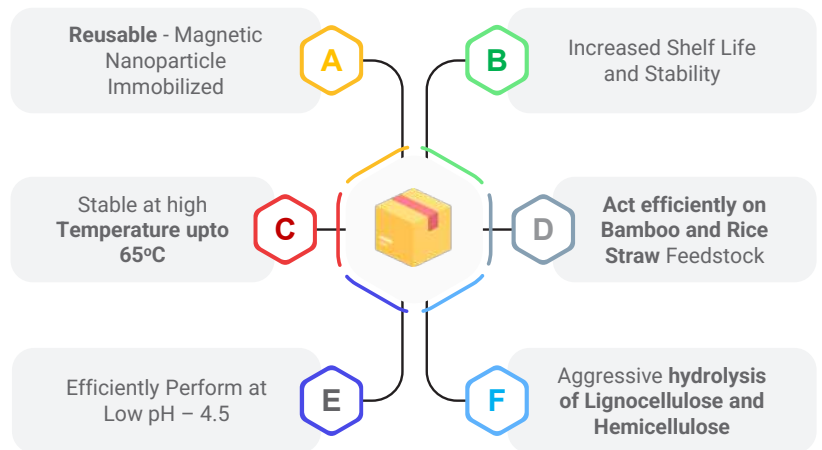 Reusable - Magnetic
Nanoparticle
Immobilized
A
B
Increased Shelf Life
and Stability
Stable at high
Temperature upto
65ºC
C
D
Act efficiently on
Bamboo and Rice
Straw Feedstock
Efficiently Perform at
Low pH – 4.5
E
F
Aggressive hydrolysis
of Lignocellulose and
Hemicellulose